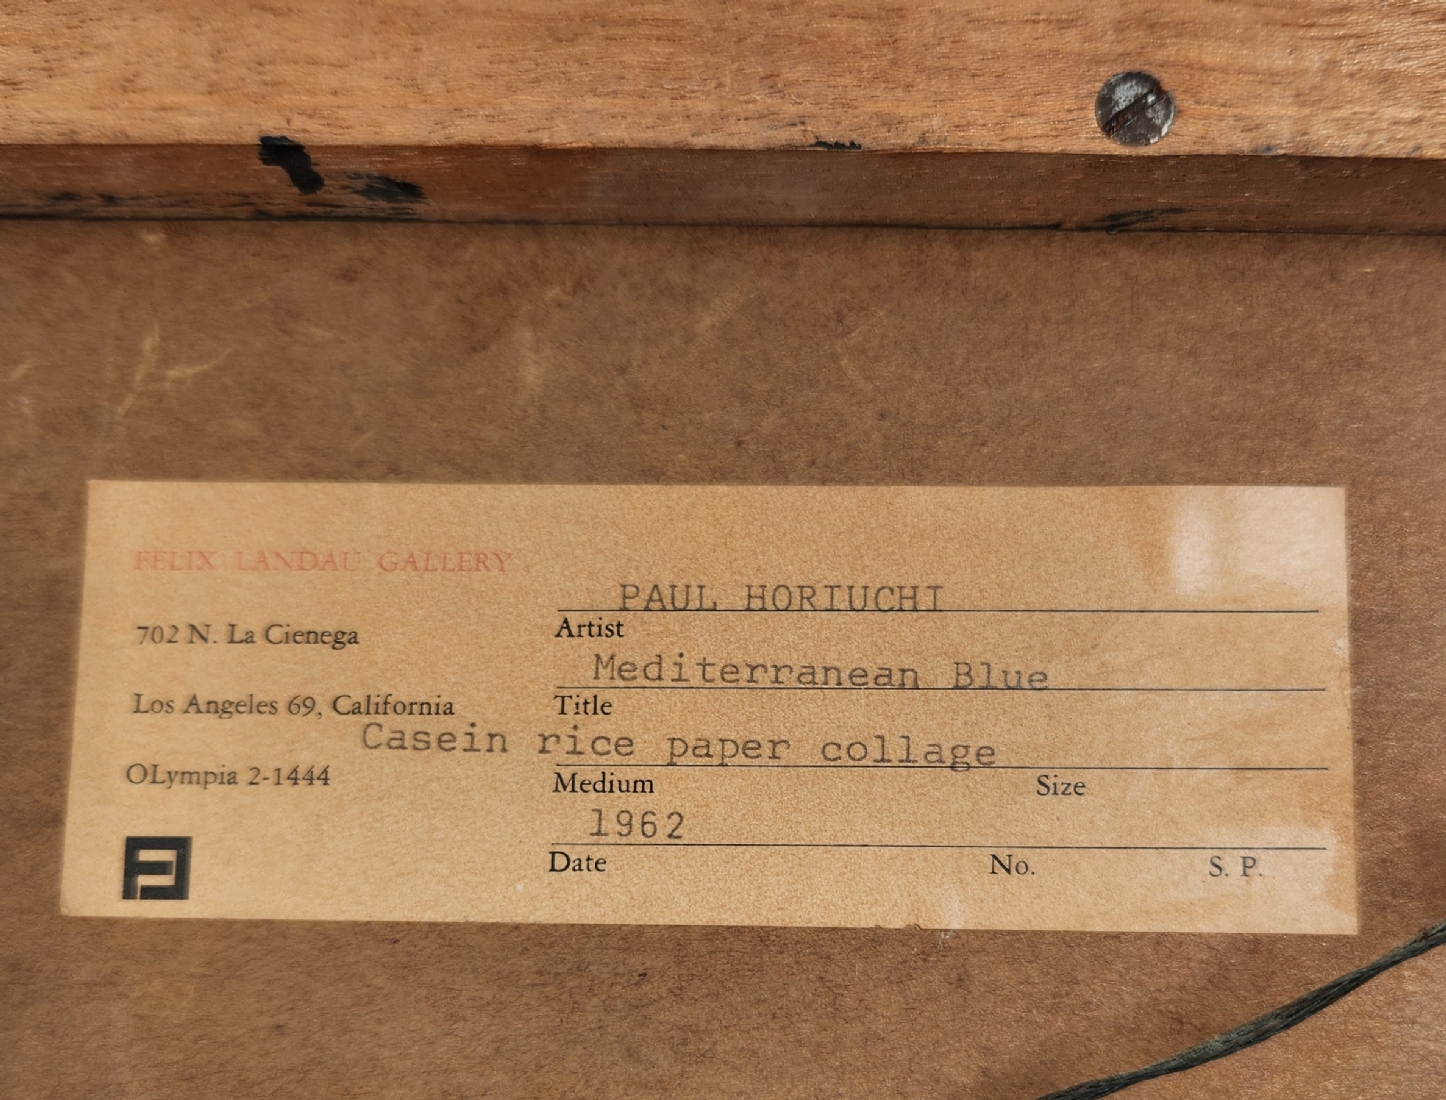 FELIX LANDAU GALLERY
702 N. La Cienega
Los Angeles 69, California
OLympia 2-1444
PAUL HORIUCHI
Artist
Mediterranean Blue
Title
Casein rice paper collage
Medium Size
1962
Date No. S. P.